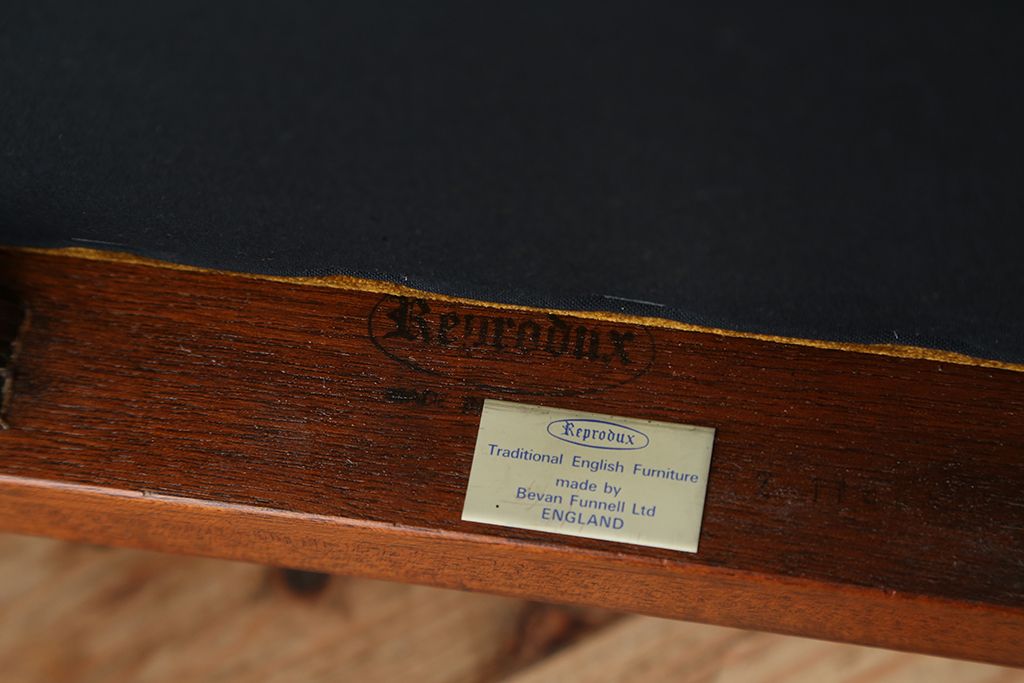 Reprodux
Reprodux
Traditional English Furniture
made by
Bevan Funnell Ltd
ENGLAND